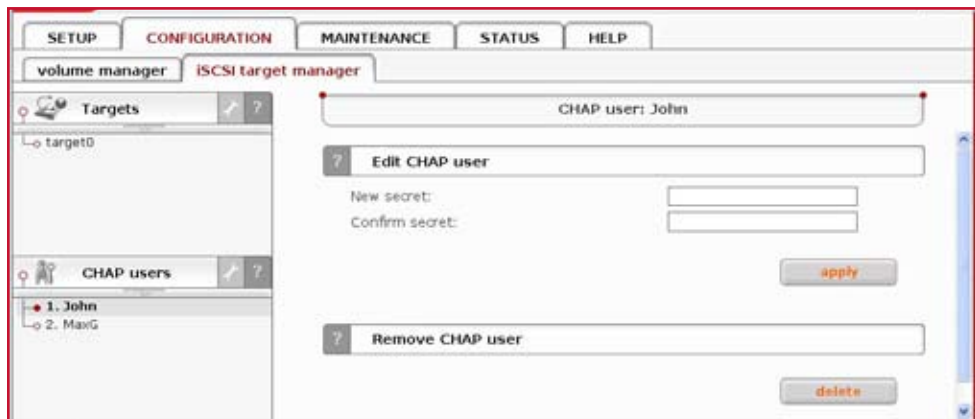 SETUP CONFIGURATION MAINTENANCE STATUS HELP
volume manager iSCSI target manager
Targets ?
target0
CHAP users ?
1. John
2. MaxG
CHAP user: John
? Edit CHAP user
New secret:
Confirm secret:
apply
? Remove CHAP user
delete